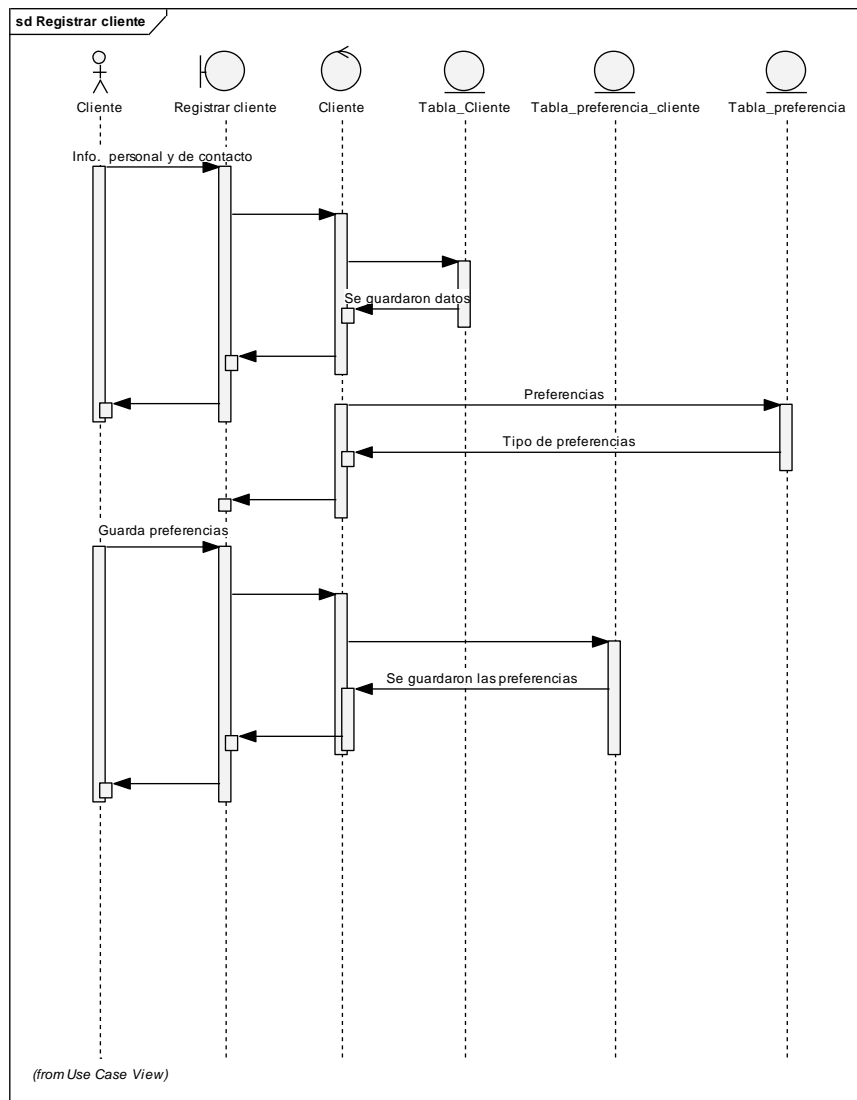 sd Registrar cliente
Cliente
Registrar cliente
Cliente
Tabla_Cliente
Tabla_preferencia_cliente
Tabla_preferencia
Info. personal y de contacto
Se guardaron datos
Preferencias
Tipo de preferencias
Guarda preferencias
Se guardaron las preferencias
(from Use Case View)